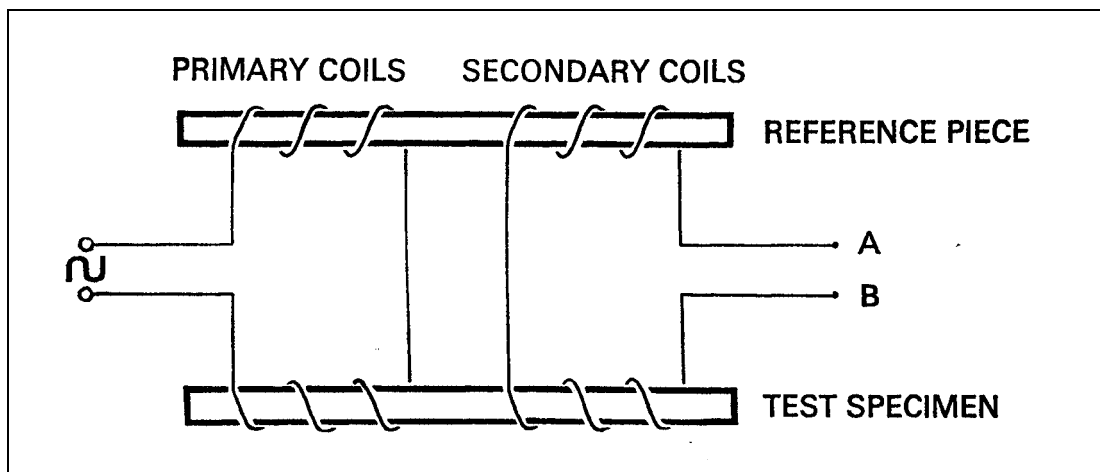 PRIMARY COILS SECONDARY COILS
REFERENCE PIECE
A
B
TEST SPECIMEN